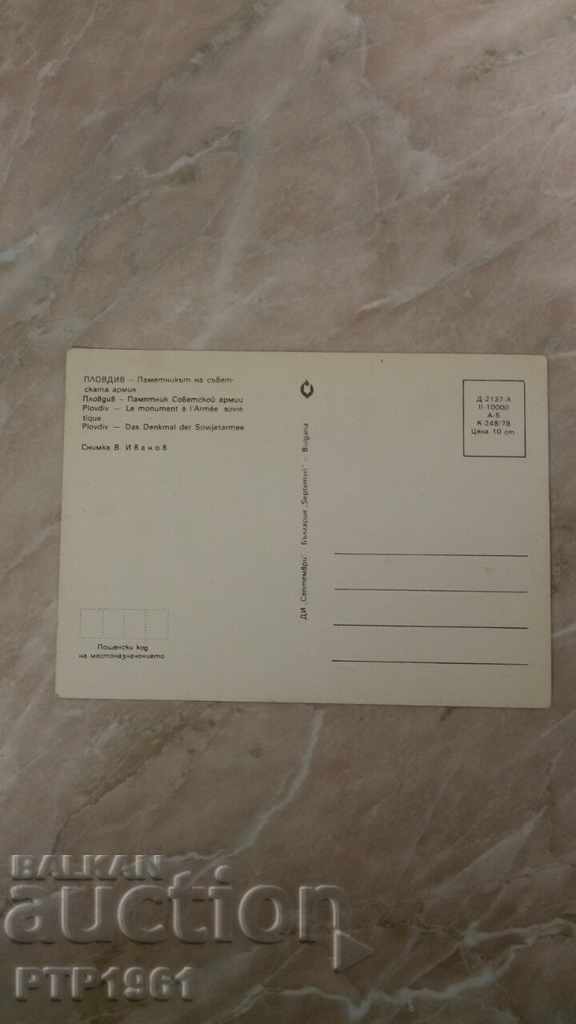 ПЛОВДИВ — Паметникът на съвет-
ската армия
Пловдив — Памятник Советской армии
Plovdiv — Le monument à l'Armée sovié
tique
Plovdiv — Das Denkmal der Sowjetarmee
Снимка В. Иванов
Д-2137-А
II-10000
А-6
К-248/78
Цена 10 ст
ДИ „Септември" България „Septemvri" — Bulgaria
Пощенски код
на местоназначението
BALKAN
auction
PTP1961